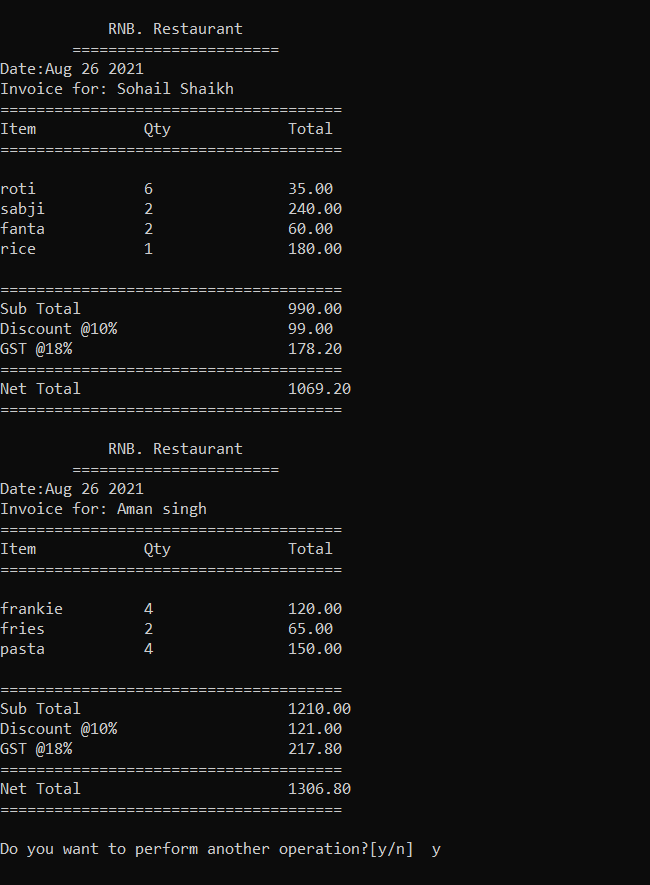 RNB. Restaurant
=======================
Date:Aug 26 2021
Invoice for: Sohail Shaikh
======================================
Item Qty Total
======================================
roti 6 35.00
sabji 2 240.00
fanta 2 60.00
rice 1 180.00
======================================
Sub Total 990.00
Discount @10% 99.00
GST @18% 178.20
======================================
Net Total 1069.20
======================================
RNB. Restaurant
=======================
Date:Aug 26 2021
Invoice for: Aman singh
======================================
Item Qty Total
======================================
frankie 4 120.00
fries 2 65.00
pasta 4 150.00
======================================
Sub Total 1210.00
Discount @10% 121.00
GST @18% 217.80
======================================
Net Total 1306.80
======================================
Do you want to perform another operation?[y/n] y